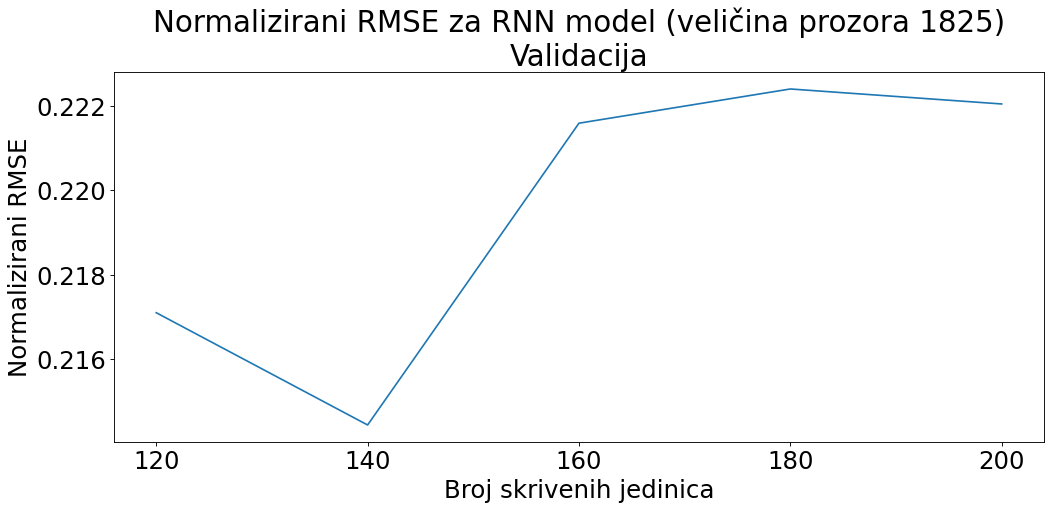 Normalizirani RMSE za RNN model (veličina prozora 1825)
Validacija
Normalizirani RMSE
0.222
0.220
0.218
0.216
120 140 160 180 200
Broj skrivenih jedinica